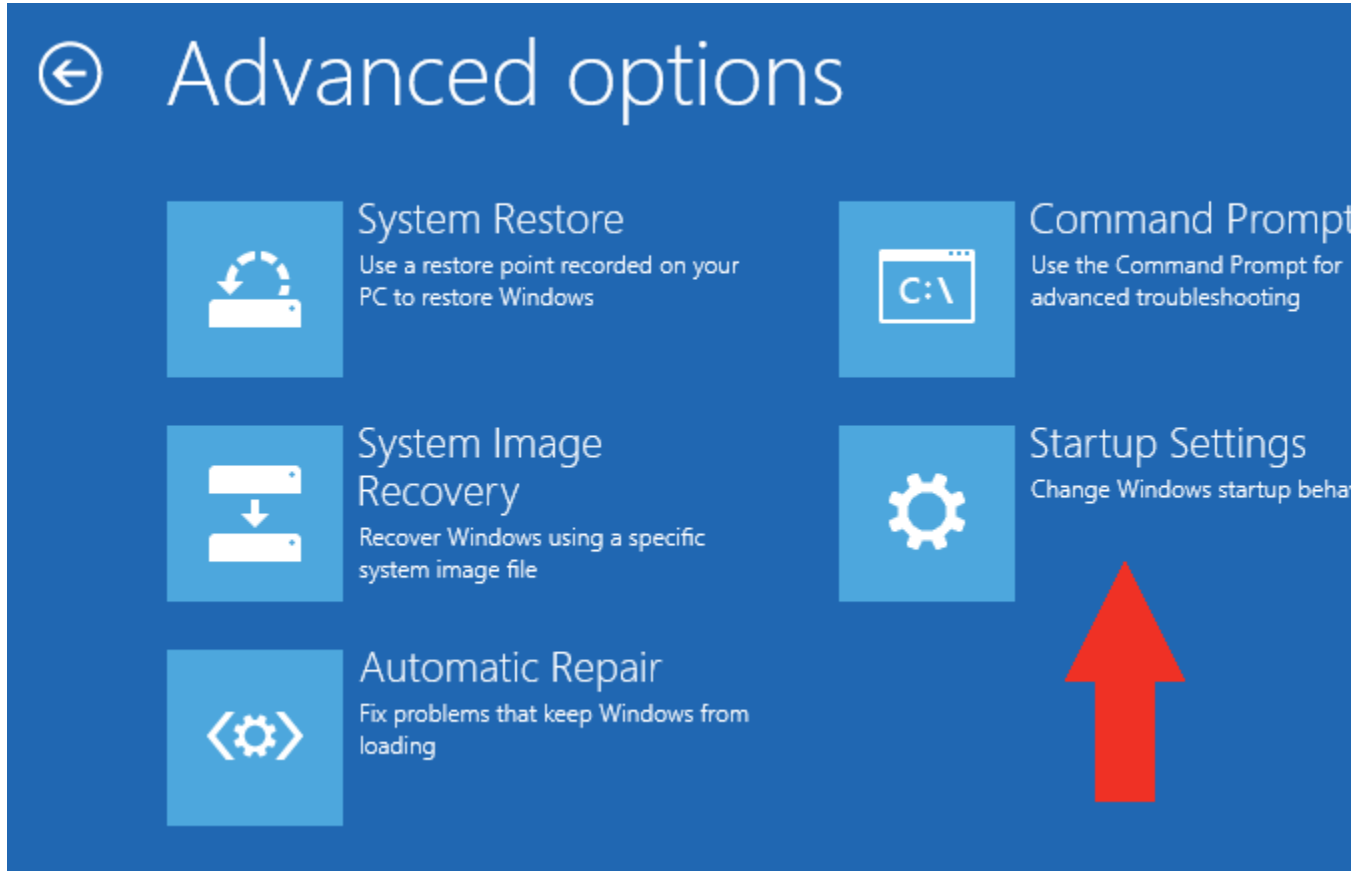 Advanced options
System Restore
Use a restore point recorded on your
PC to restore Windows
Command Prompt
Use the Command Prompt for
advanced troubleshooting
C:\
System Image
Recovery
Recover Windows using a specific
system image file
Startup Settings
Change Windows startup
Automatic Repair
Fix problems that keep Windows from
loading